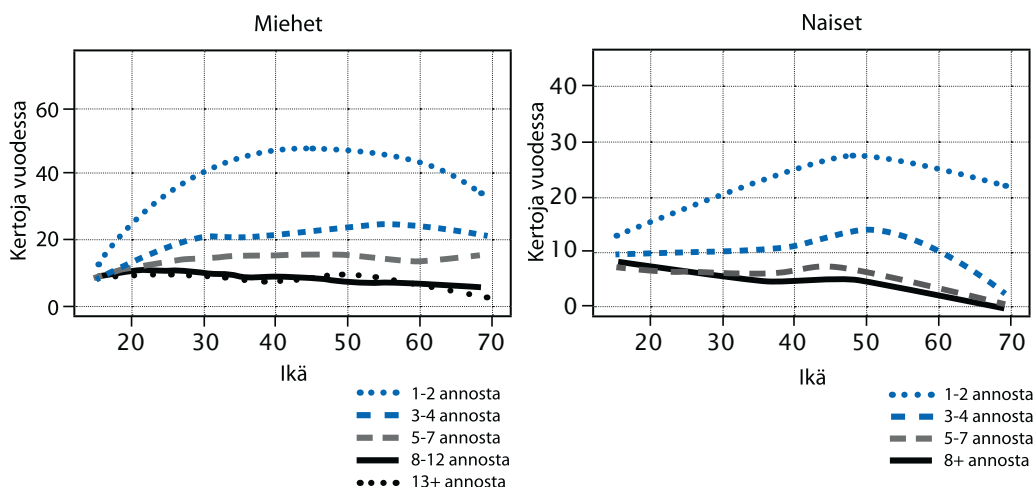 Miehet
Kertoja vuodessa
60
40
20
0
20 30 40 50 60 70
Ikä
1-2 annosta
3-4 annosta
5-7 annosta
8-12 annosta
13+ annosta
Naiset
Kertoja vuodessa
40
30
20
10
0
20 30 40 50 60 70
Ikä
1-2 annosta
3-4 annosta
5-7 annosta
8+ annosta